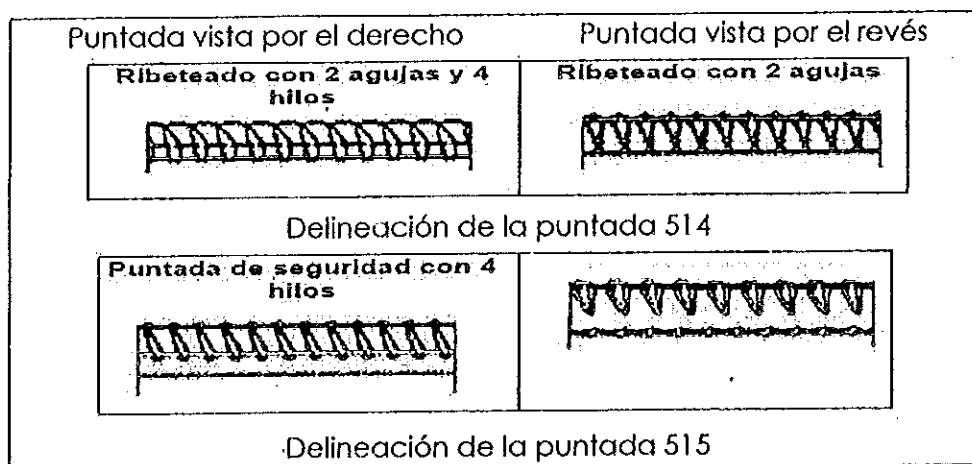 Puntada vista por el derecho
Puntada vista por el revés
Ribeteado con 2 agujas y 4
hilos
Ribeteado con 2 agujas
Delineación de la puntada 514
Puntada de seguridad con 4
hilos
Delineación de la puntada 515